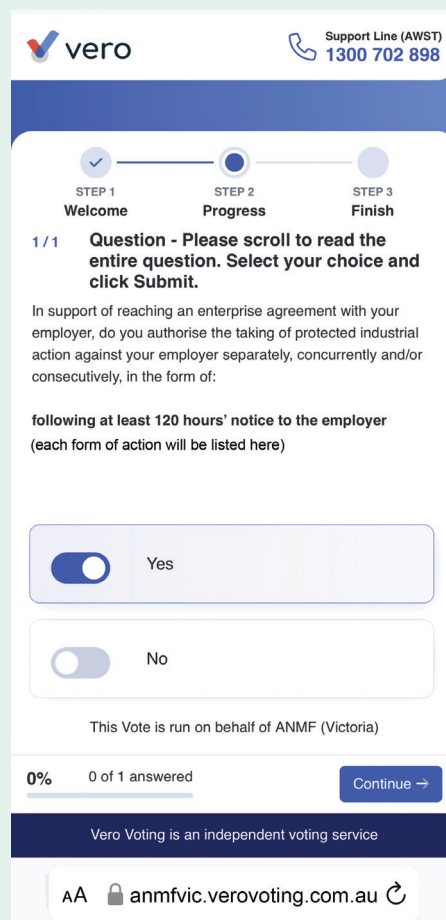 vero
Support Line (AWST)
1300 702 898
STEP 1
Welcome
STEP 2
Progress
STEP 3
Finish
1 / 1 Question - Please scroll to read the
entire question. Select your choice and
click Submit.
In support of reaching an enterprise agreement with your
employer, do you authorise the taking of protected industrial
action against your employer separately, concurrently and/or
consecutively, in the form of:
following at least 120 hours’ notice to the employer
(each form of action will be listed here)
Yes
No
This Vote is run on behalf of ANMF (Victoria)
0% 0 of 1 answered
Continue →
Vero Voting is an independent voting service
AA anmfvic.verovoting.com.au